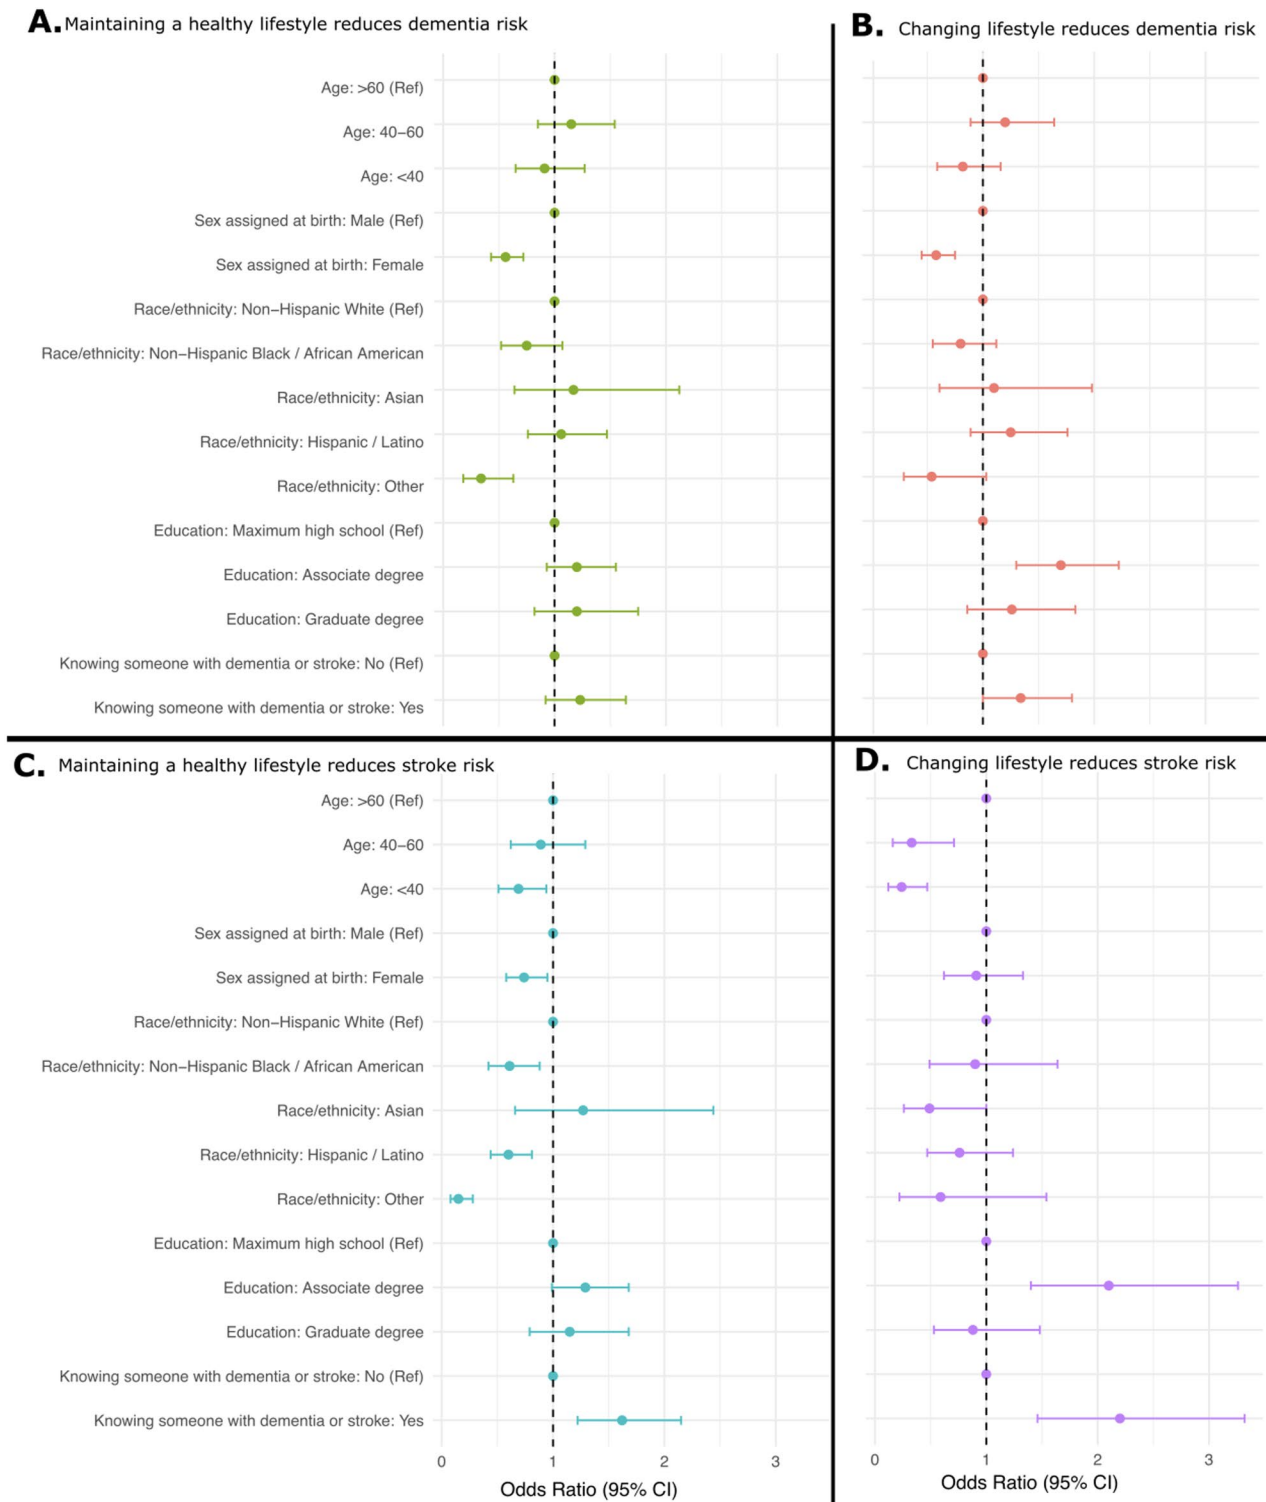 A. Maintaining a healthy lifestyle reduces dementia risk
Age: >60 (Ref)
Age: 40–60
Age: <40
Sex assigned at birth: Male (Ref)
Sex assigned at birth: Female
Race/ethnicity: Non–Hispanic White (Ref)
Race/ethnicity: Non–Hispanic Black / African American
Race/ethnicity: Asian
Race/ethnicity: Hispanic / Latino
Race/ethnicity: Other
Education: Maximum high school (Ref)
Education: Associate degree
Education: Graduate degree
Knowing someone with dementia or stroke: No (Ref)
Knowing someone with dementia or stroke: Yes
B. Changing lifestyle reduces dementia risk
C. Maintaining a healthy lifestyle reduces stroke risk
Age: >60 (Ref)
Age: 40–60
Age: <40
Sex assigned at birth: Male (Ref)
Sex assigned at birth: Female
Race/ethnicity: Non–Hispanic White (Ref)
Race/ethnicity: Non–Hispanic Black / African American
Race/ethnicity: Asian
Race/ethnicity: Hispanic / Latino
Race/ethnicity: Other
Education: Maximum high school (Ref)
Education: Associate degree
Education: Graduate degree
Knowing someone with dementia or stroke: No (Ref)
Knowing someone with dementia or stroke: Yes
0 1 2 3
Odds Ratio (95% CI)
D. Changing lifestyle reduces stroke risk
0 1 2 3
Odds Ratio (95% CI)